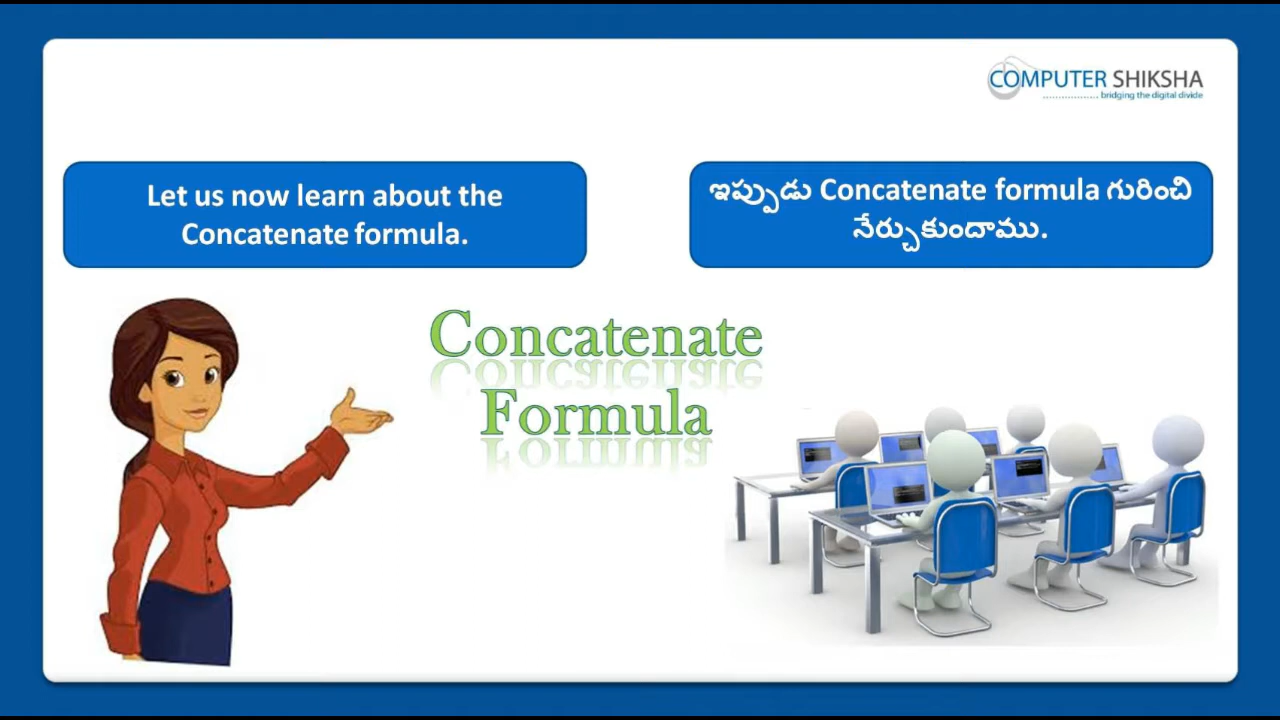 COMPUTER SHIKSHA
bridging the digital divide
Let us now learn about the
Concatenate formula.
ఇప్పుడు Concatenate formula గురించి
నేర్చుకుందాము.
Concatenate
Formula